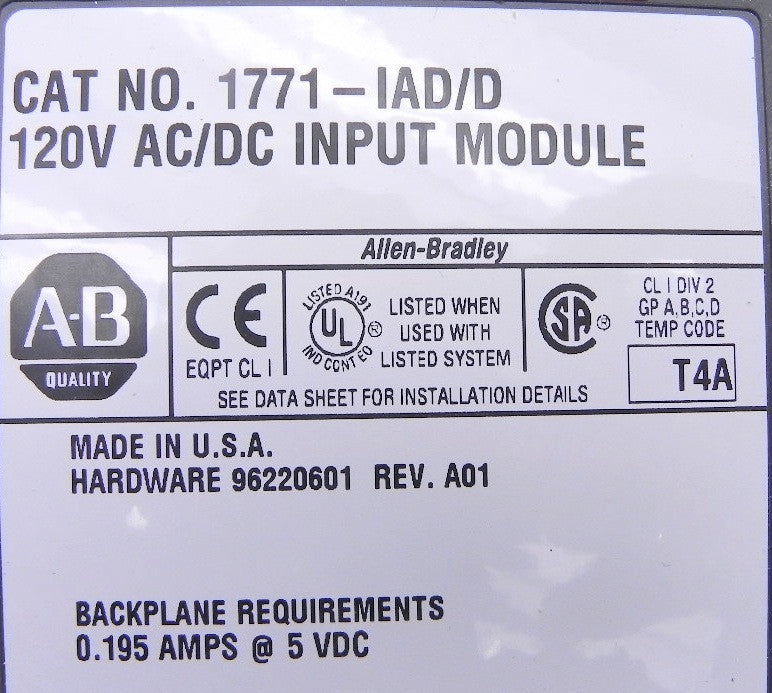 CAT NO. 1771-IAD/D
120V AC/DC INPUT MODULE
Allen-Bradley
A-B
QUALITY
CE
EQPT CL I
LISTED A191
UL ®
IND CONT EQ
LISTED WHEN
USED WITH
LISTED SYSTEM
SA ®
CL I DIV 2
GP A,B,C,D
TEMP CODE
T4A
SEE DATA SHEET FOR INSTALLATION DETAILS
MADE IN U.S.A.
HARDWARE 96220601 REV. A01
BACKPLANE REQUIREMENTS
0.195 AMPS @ 5 VDC